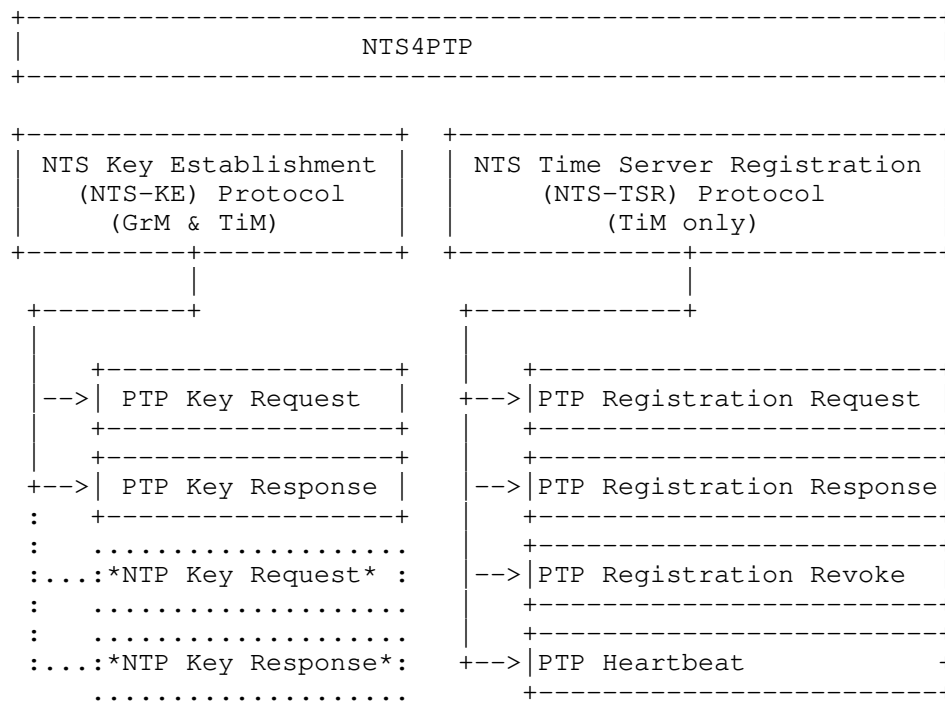 NTS4PTP
NTS Key Establishment
(NTS-KE) Protocol
(GrM & TiM)
NTS Time Server Registration
(NTS-TSR) Protocol
(TiM only)
PTP Key Request
PTP Key Response
*NTP Key Request*
*NTP Key Response*
PTP Registration Request
PTP Registration Response
PTP Registration Revoke
PTP Heartbeat